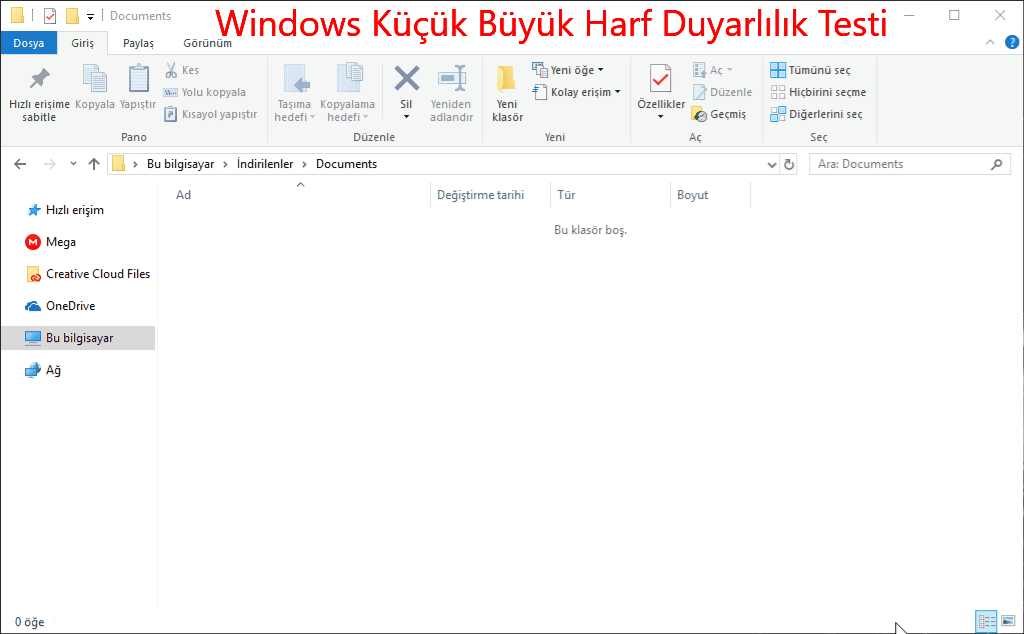 Documents
Windows Küçük Büyük Harf Duyarlılık Testi
Dosya Giriş Paylaş Görünüm ?
Hızlı erişime sabitle
Kopyala
Yapıştır
Kes
Yolu kopyala
Kısayol yapıştır
Pano
Taşıma hedefi
Kopyalama hedefi
Sil
Yeniden adlandır
Düzenle
Yeni klasör
Yeni öğe
Kolay erişim
Yeni
Özellikler
Aç
Düzenle
Geçmiş
Aç
Tümünü seç
Hiçbirini seçme
Diğerlerini seç
Seç
Bu bilgisayar > İndirilenler > Documents
Ara: Documents
Ad Değiştirme tarihi Tür Boyut
Bu klasör boş.
Hızlı erişim
M Mega
Creative Cloud Files
OneDrive
Bu bilgisayar
Ağ
0 öğe